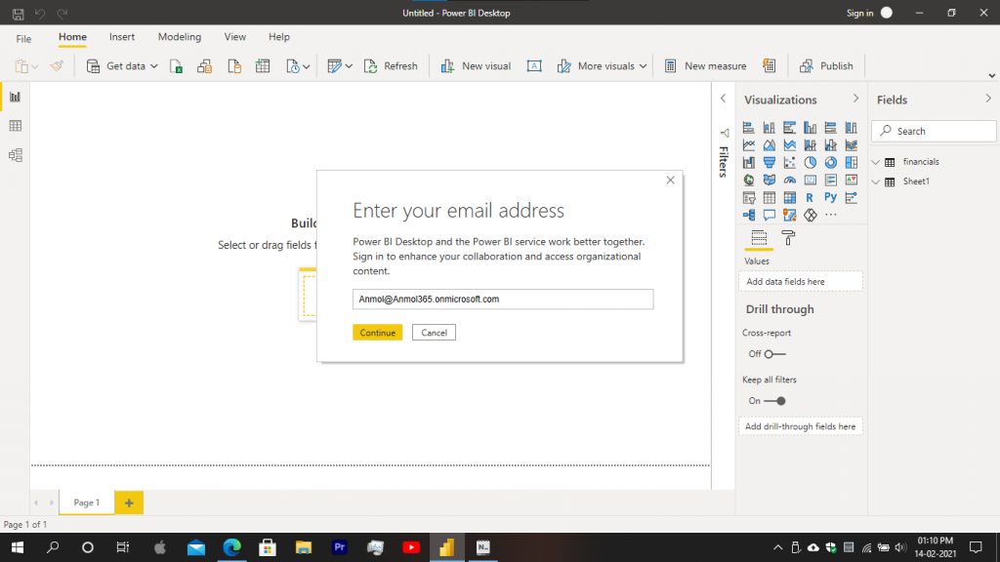 Untitled - Power BI Desktop
Sign in
File
Home
Insert
Modeling
View
Help
Get data
Refresh
New visual
A
More visuals
New measure
Publish
Filters
Visualizations
R
Py
Values
Add data fields here
Drill through
Cross-report
Off
Keep all filters
On
Add drill-through fields here
Fields
Search
financials
Sheet1
Build
Select or drag fields f
Enter your email address
Power BI Desktop and the Power BI service work better together.
Sign in to enhance your collaboration and access organizational
content.
Anmol@Anmol365.onmicrosoft.com
Continue
Cancel
Page 1
Page 1 of 1
Pr
N
01:10 PM
14-02-2021